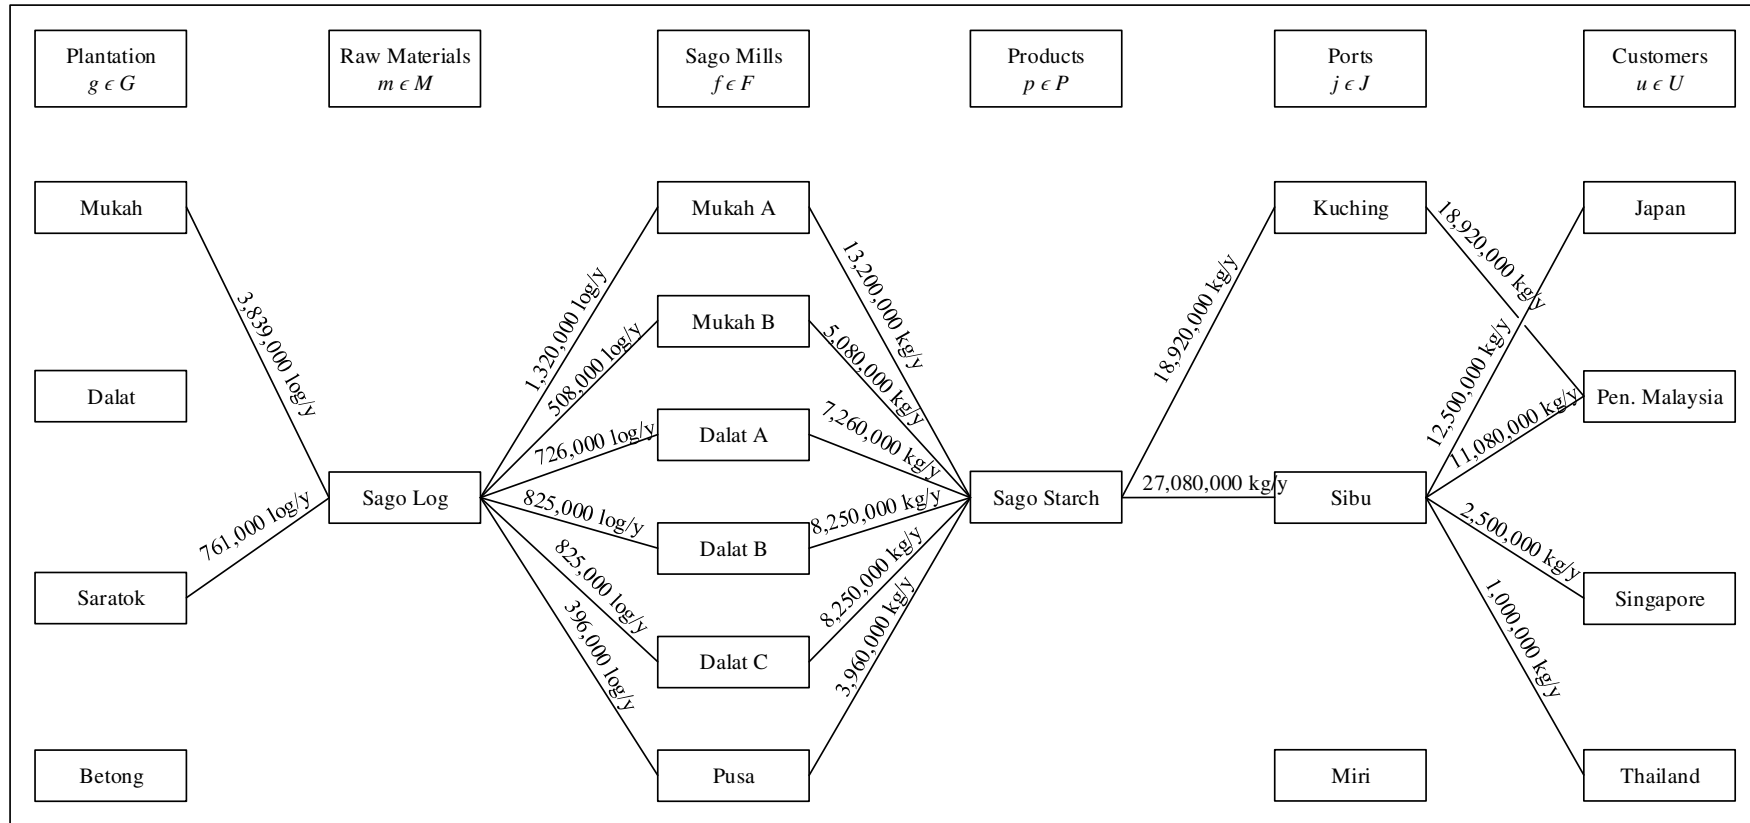 Plantation
g ϵ G
Raw Materials
m ϵ M
Sago Mills
f ϵ F
Products
p ϵ P
Ports
j ϵ J
Customers
u ϵ U
Mukah
Dalat
Saratok
Betong
3,839,000 log/y
761,000 log/y
Sago Log
1,320,000 log/y
508,000 log/y
726,000 log/y
825,000 log/y
825,000 log/y
396,000 log/y
Mukah A
Mukah B
Dalat A
Dalat B
Dalat C
Pusa
13,200,000 kg/y
5,080,000 kg/y
7,260,000 kg/y
8,250,000 kg/y
8,250,000 kg/y
3,960,000 kg/y
Sago Starch
18,920,000 kg/y
27,080,000 kg/y
Kuching
Sibu
Miri
18,920,000 kg/y
12,500,000 kg/y
11,080,000 kg/y
2,500,000 kg/y
1,000,000 kg/y
Japan
Pen. Malaysia
Singapore
Thailand